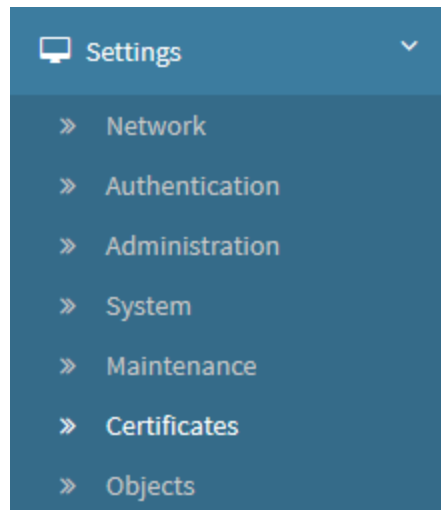 Settings
Network
Authentication
Administration
System
Maintenance
Certificates
Objects